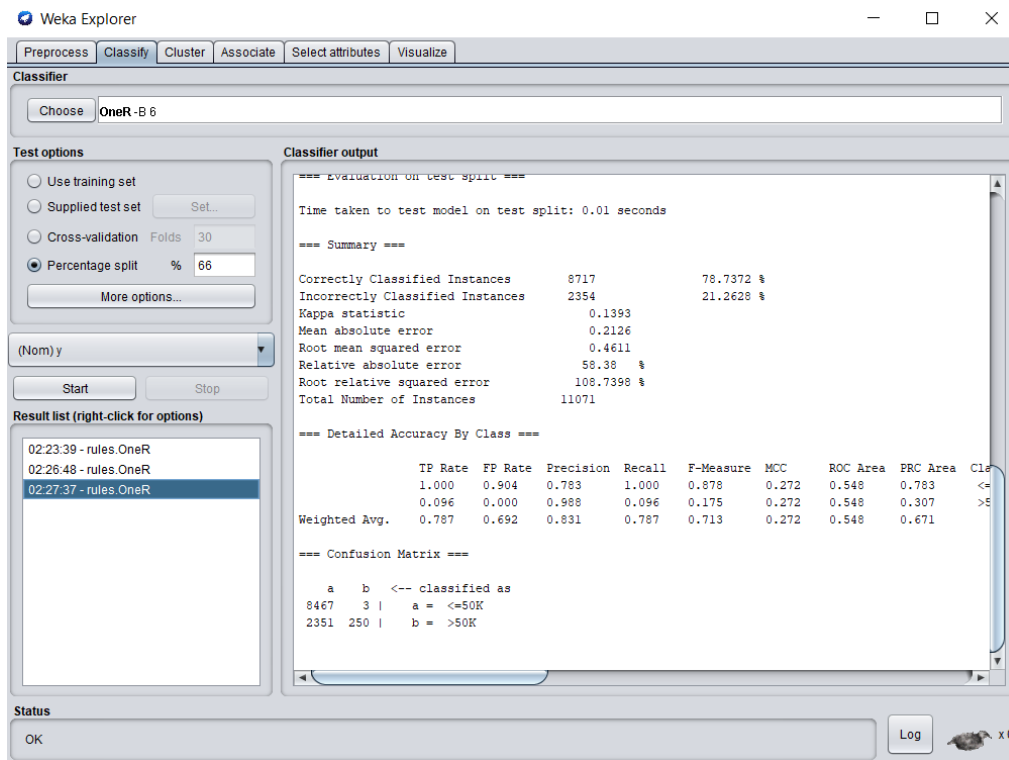 Weka Explorer
Preprocess Classify Cluster Associate Select attributes Visualize
Classifier
Choose OneR -B 6
Test options
Use training set
Supplied test set Set...
Cross-validation Folds 30
Percentage split % 66
More options...
(Nom) y
Start Stop
Result list (right-click for options)
02:23:39 - rules.OneR
02:26:48 - rules.OneR
02:27:37 - rules.OneR
Classifier output
=== Evaluation on test split ===
Time taken to test model on test split: 0.01 seconds
=== Summary ===
Correctly Classified Instances 8717 78.7372 %
Incorrectly Classified Instances 2354 21.2628 %
Kappa statistic 0.1393
Mean absolute error 0.2126
Root mean squared error 0.4611
Relative absolute error 58.38 %
Root relative squared error 108.7398 %
Total Number of Instances 11071
=== Detailed Accuracy By Class ===
TP Rate FP Rate Precision Recall F-Measure MCC ROC Area PRC Area Cla
1.000 0.904 0.783 1.000 0.878 0.272 0.548 0.783 <=
0.096 0.000 0.988 0.096 0.175 0.272 0.548 0.307 >5
Weighted Avg. 0.787 0.692 0.831 0.787 0.713 0.272 0.548 0.671
=== Confusion Matrix ===
a b <-- classified as
8467 3 | a = <=50K
2351 250 | b = >50K
Status
OK
Log
x